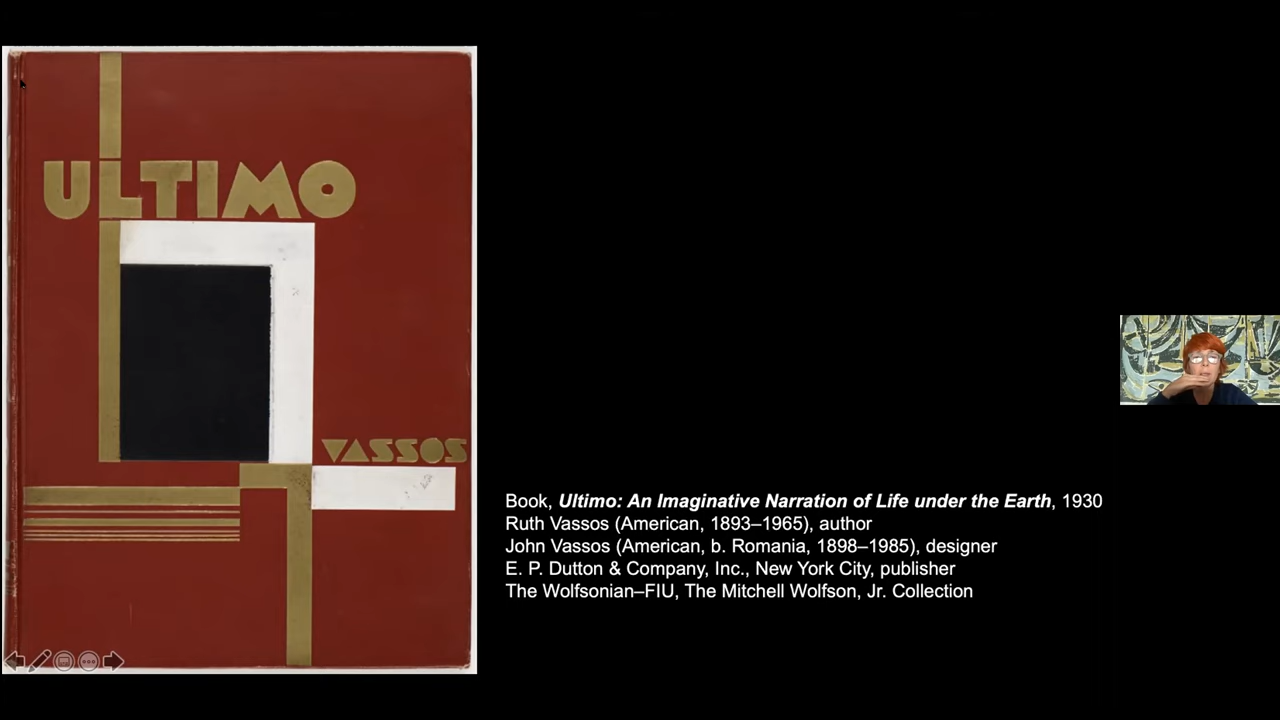 ULTIMO
VASSOS
Book, Ultimo: An Imaginative Narration of Life under the Earth, 1930
Ruth Vassos (American, 1893–1965), author
John Vassos (American, b. Romania, 1898–1985), designer
E. P. Dutton & Company, Inc., New York City, publisher
The Wolfsonian–FIU, The Mitchell Wolfson, Jr. Collection